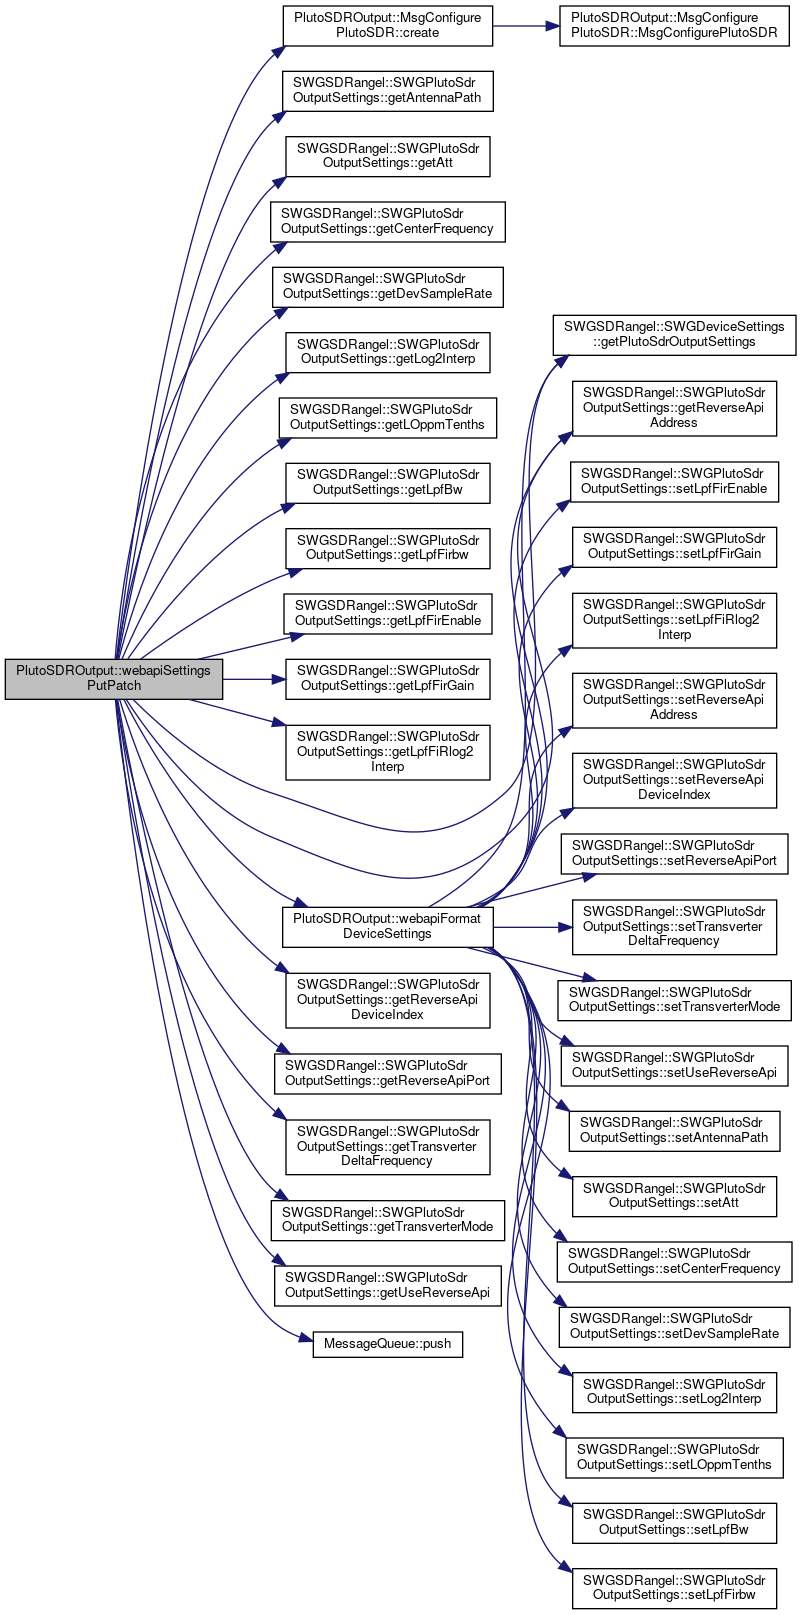 PlutoSDROutput::webapiSettings
PutPatch
PlutoSDROutput::MsgConfigure
PlutoSDR::create
PlutoSDROutput::MsgConfigure
PlutoSDR::MsgConfigurePlutoSDR
SWGSDRangel::SWGPlutoSdr
OutputSettings::getAntennaPath
SWGSDRangel::SWGPlutoSdr
OutputSettings::getAtt
SWGSDRangel::SWGPlutoSdr
OutputSettings::getCenterFrequency
SWGSDRangel::SWGPlutoSdr
OutputSettings::getDevSampleRate
SWGSDRangel::SWGPlutoSdr
OutputSettings::getLog2Interp
SWGSDRangel::SWGPlutoSdr
OutputSettings::getLOppmTenths
SWGSDRangel::SWGPlutoSdr
OutputSettings::getLpfBw
SWGSDRangel::SWGPlutoSdr
OutputSettings::getLpfFirbw
SWGSDRangel::SWGPlutoSdr
OutputSettings::getLpfFirEnable
SWGSDRangel::SWGPlutoSdr
OutputSettings::getLpfFirGain
SWGSDRangel::SWGPlutoSdr
OutputSettings::getLpfFiRlog2
Interp
PlutoSDROutput::webapiFormat
DeviceSettings
SWGSDRangel::SWGPlutoSdr
OutputSettings::getReverseApi
DeviceIndex
SWGSDRangel::SWGPlutoSdr
OutputSettings::getReverseApiPort
SWGSDRangel::SWGPlutoSdr
OutputSettings::getTransverter
DeltaFrequency
SWGSDRangel::SWGPlutoSdr
OutputSettings::getTransverterMode
SWGSDRangel::SWGPlutoSdr
OutputSettings::getUseReverseApi
MessageQueue::push
SWGSDRangel::SWGDeviceSettings
::getPlutoSdrOutputSettings
SWGSDRangel::SWGPlutoSdr
OutputSettings::getReverseApi
Address
SWGSDRangel::SWGPlutoSdr
OutputSettings::setLpfFirEnable
SWGSDRangel::SWGPlutoSdr
OutputSettings::setLpfFirGain
SWGSDRangel::SWGPlutoSdr
OutputSettings::setLpfFiRlog2
Interp
SWGSDRangel::SWGPlutoSdr
OutputSettings::setReverseApi
Address
SWGSDRangel::SWGPlutoSdr
OutputSettings::setReverseApi
DeviceIndex
SWGSDRangel::SWGPlutoSdr
OutputSettings::setReverseApiPort
SWGSDRangel::SWGPlutoSdr
OutputSettings::setTransverter
DeltaFrequency
SWGSDRangel::SWGPlutoSdr
OutputSettings::setTransverterMode
SWGSDRangel::SWGPlutoSdr
OutputSettings::setUseReverseApi
SWGSDRangel::SWGPlutoSdr
OutputSettings::setAntennaPath
SWGSDRangel::SWGPlutoSdr
OutputSettings::setAtt
SWGSDRangel::SWGPlutoSdr
OutputSettings::setCenterFrequency
SWGSDRangel::SWGPlutoSdr
OutputSettings::setDevSampleRate
SWGSDRangel::SWGPlutoSdr
OutputSettings::setLog2Interp
SWGSDRangel::SWGPlutoSdr
OutputSettings::setLOppmTenths
SWGSDRangel::SWGPlutoSdr
OutputSettings::setLpfBw
SWGSDRangel::SWGPlutoSdr
OutputSettings::setLpfFirbw